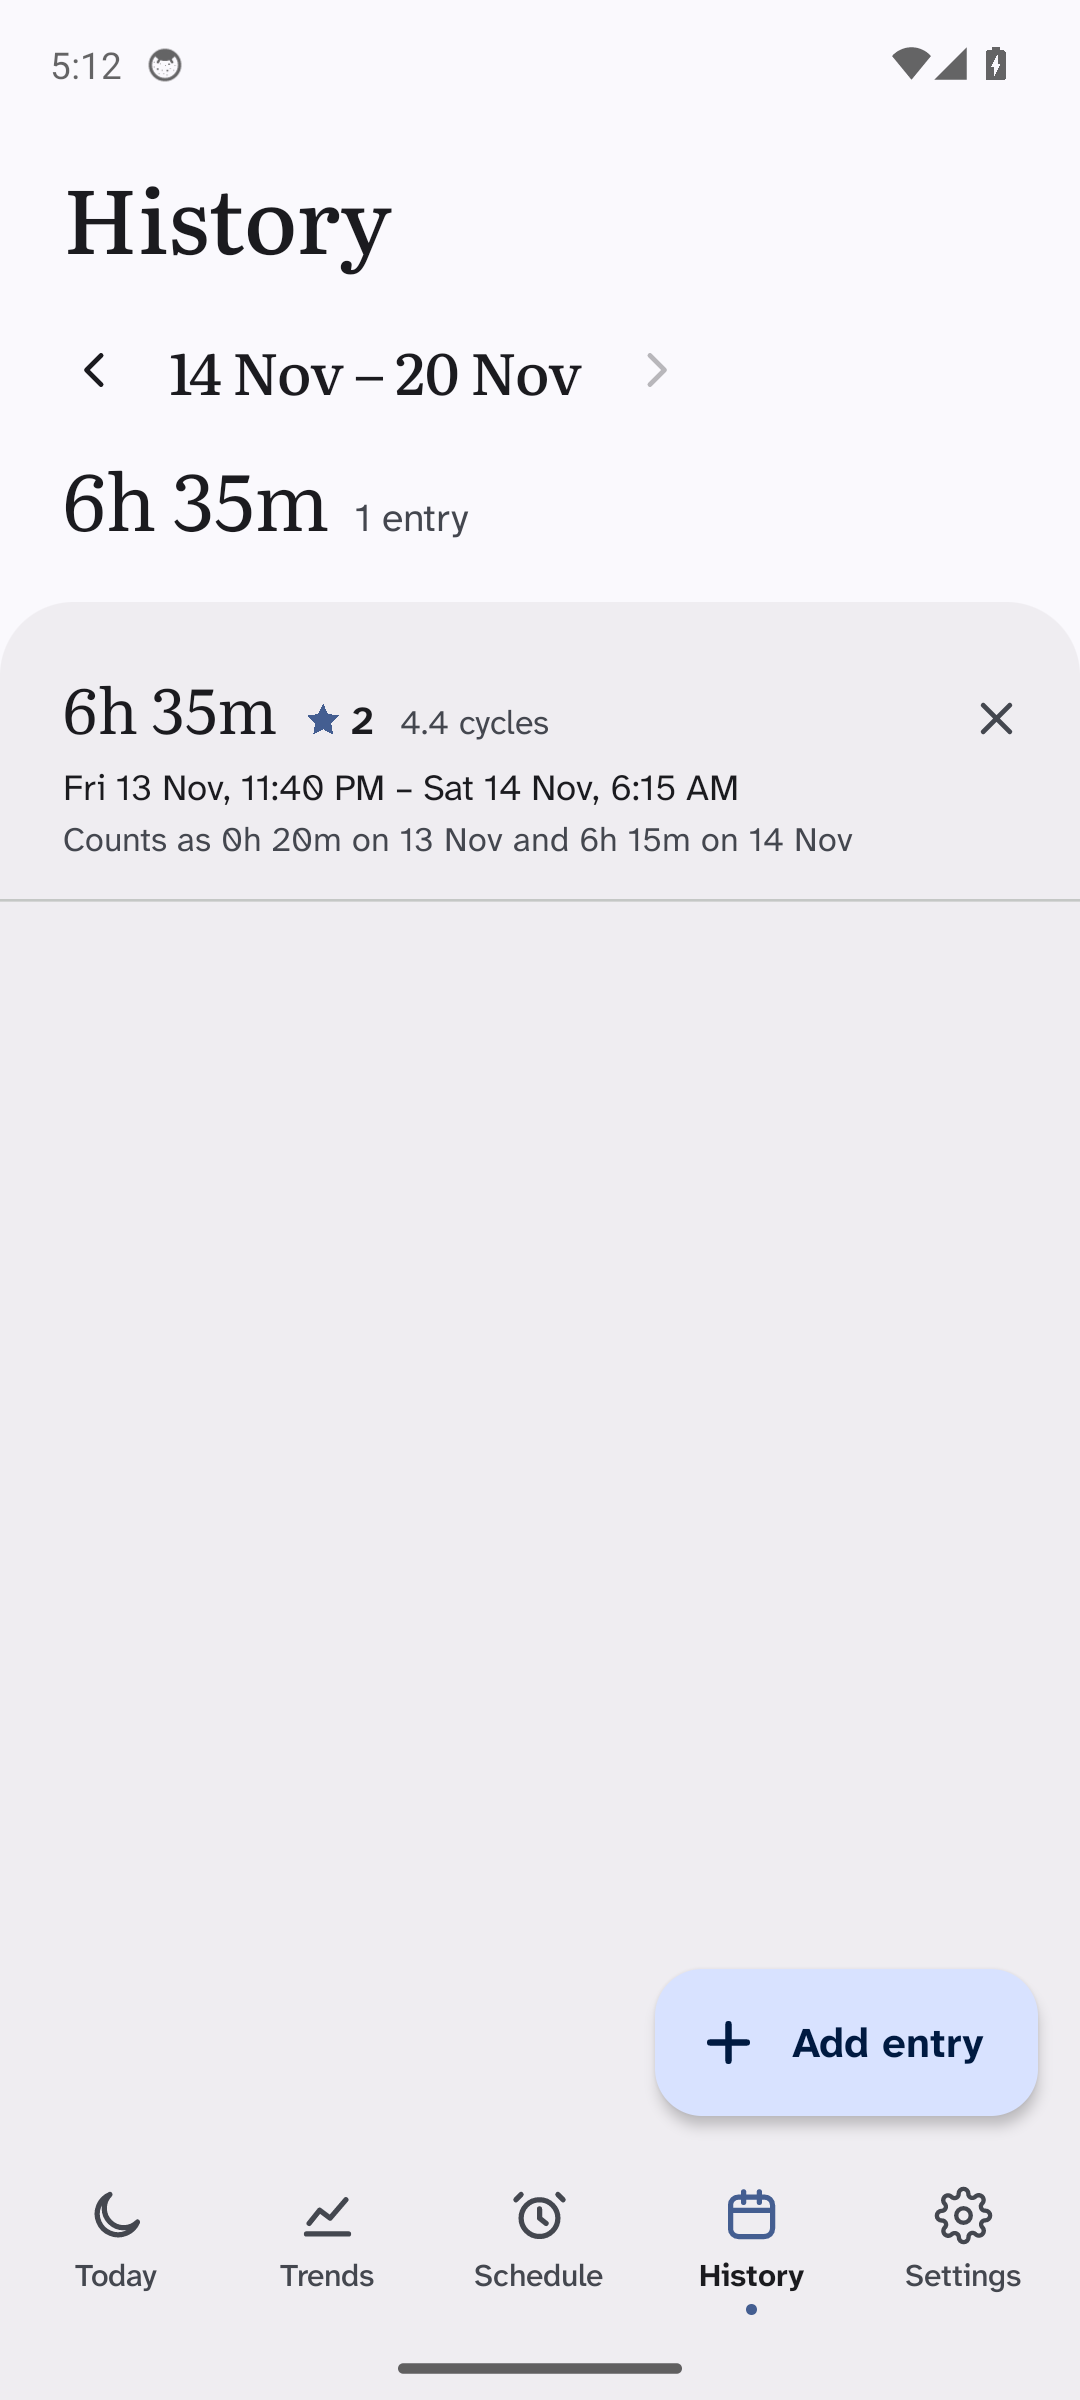 5:12
History
14 Nov – 20 Nov
6h 35m 1 entry
6h 35m 2 4.4 cycles
Fri 13 Nov, 11:40 PM – Sat 14 Nov, 6:15 AM
Counts as 0h 20m on 13 Nov and 6h 15m on 14 Nov
Add entry
Today Trends Schedule History Settings